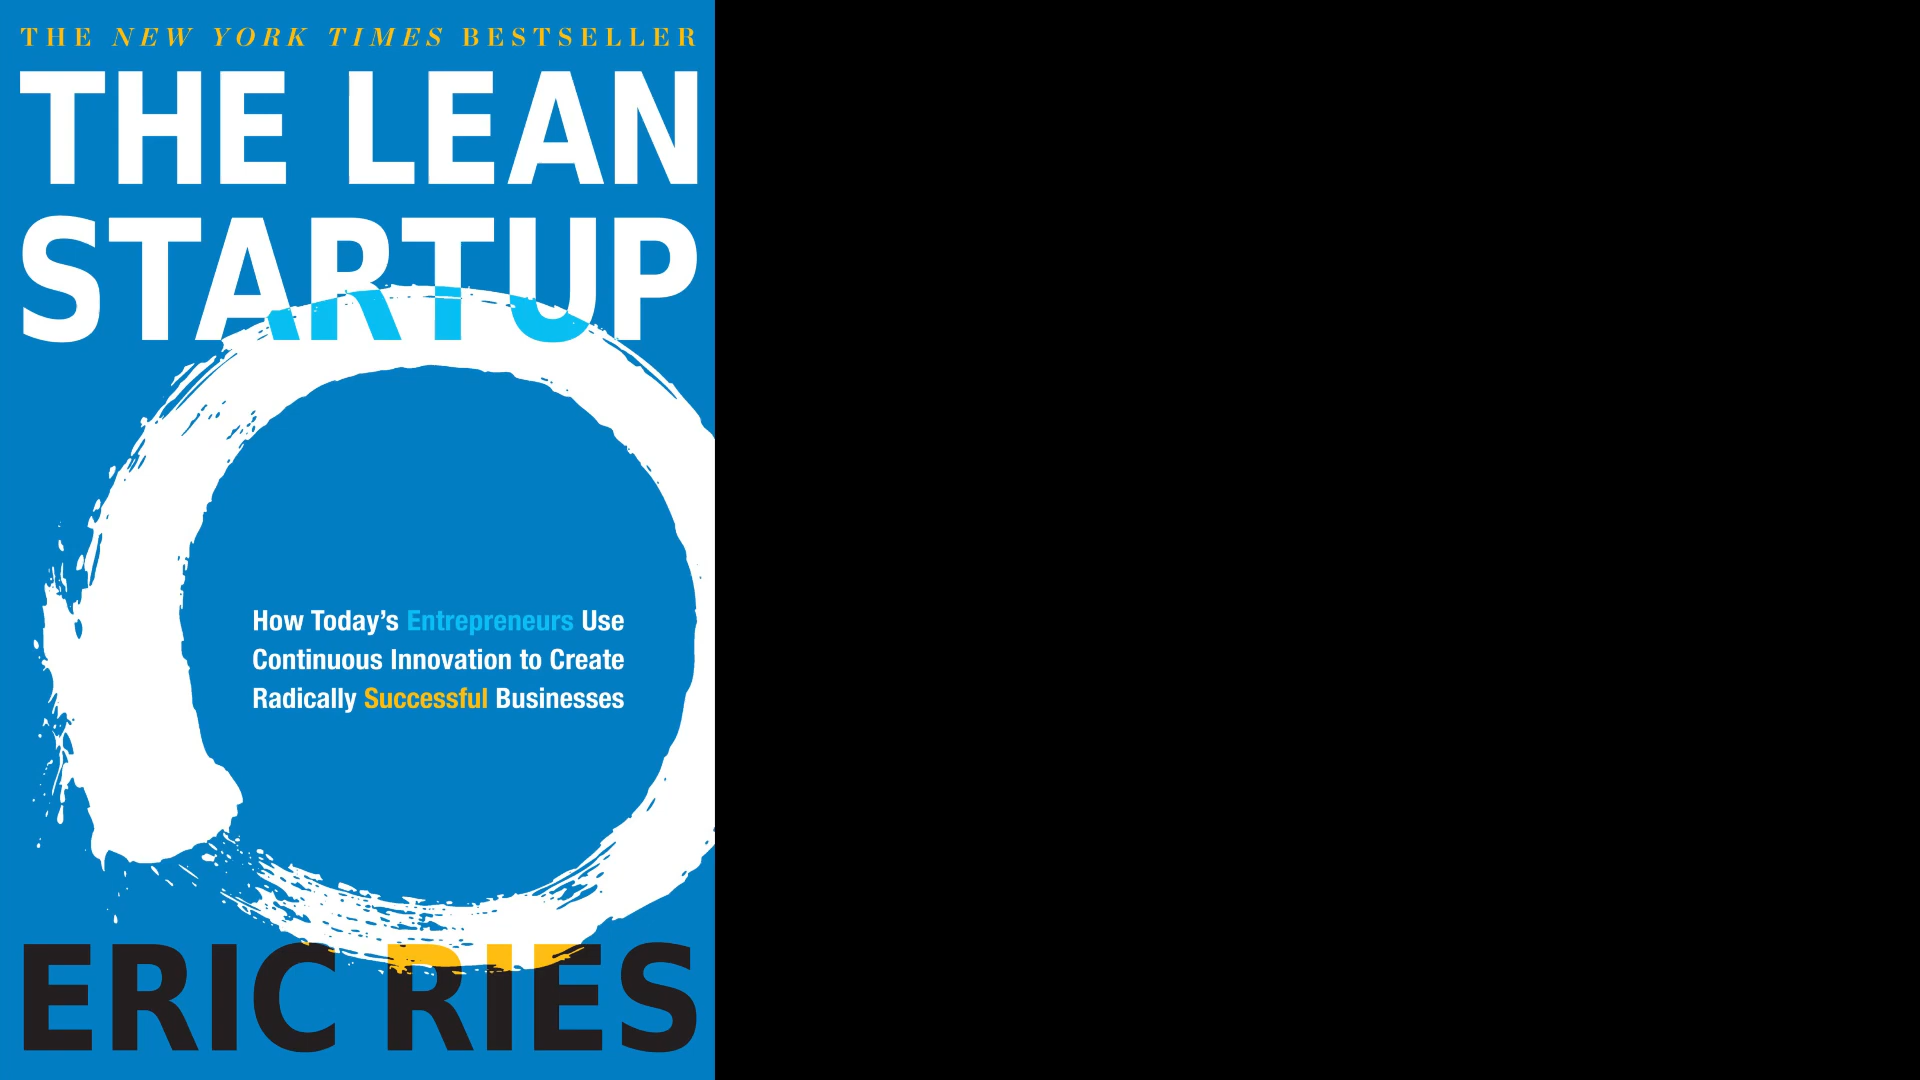 THE NEW YORK TIMES BESTSELLER
THE LEAN
STARTUP
How Today’s Entrepreneurs Use
Continuous Innovation to Create
Radically Successful Businesses
ERIC RIES